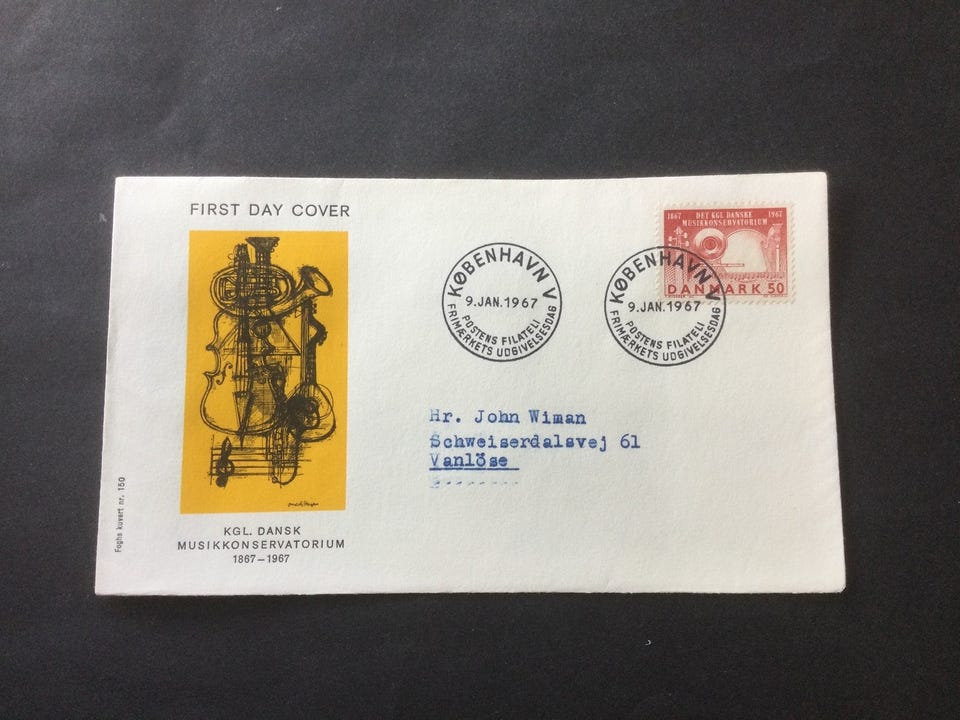 FIRST DAY COVER
KGL. DANSK
MUSIKKONSERVATORIUM
1867-1967
Foghs kuvert nr. 150
KØBENHAVN V
9.JAN.1967
POSTENS FILATELI
FRIMÆRKETS UDGIVELSESDAG
1867 DET KGL DANSKE 1967
MUSIKKONSERVATORIUM
DANMARK 50
KØBENHAVN V
9.JAN.1967
POSTENS FILATELI
FRIMÆRKETS UDGIVELSESDAG
Hr. John Wiman
Schweiserdalsvej 61
Vanlöse